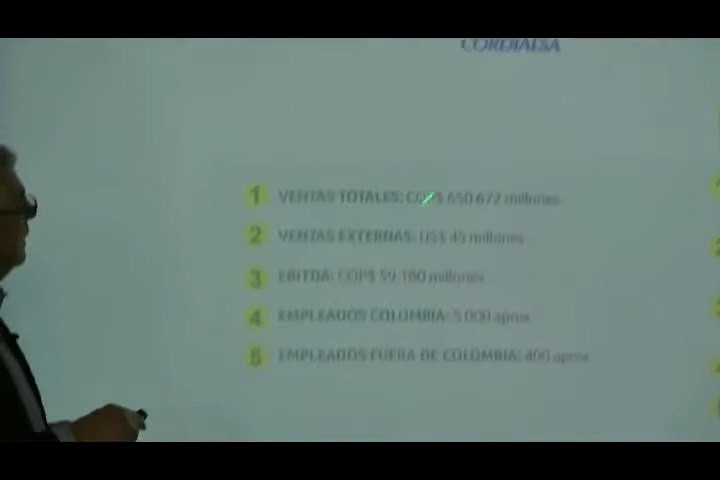 CORDIALSA
1 VENTAS TOTALES: COP$ 650.672 millones
2 VENTAS EXTERNAS: US$ 45 millones
3 EBITDA: COP$ 59.180 millones
4 EMPLEADOS COLOMBIA: 5.000 aprox
5 EMPLEADOS FUERA DE COLOMBIA: 400 aprox